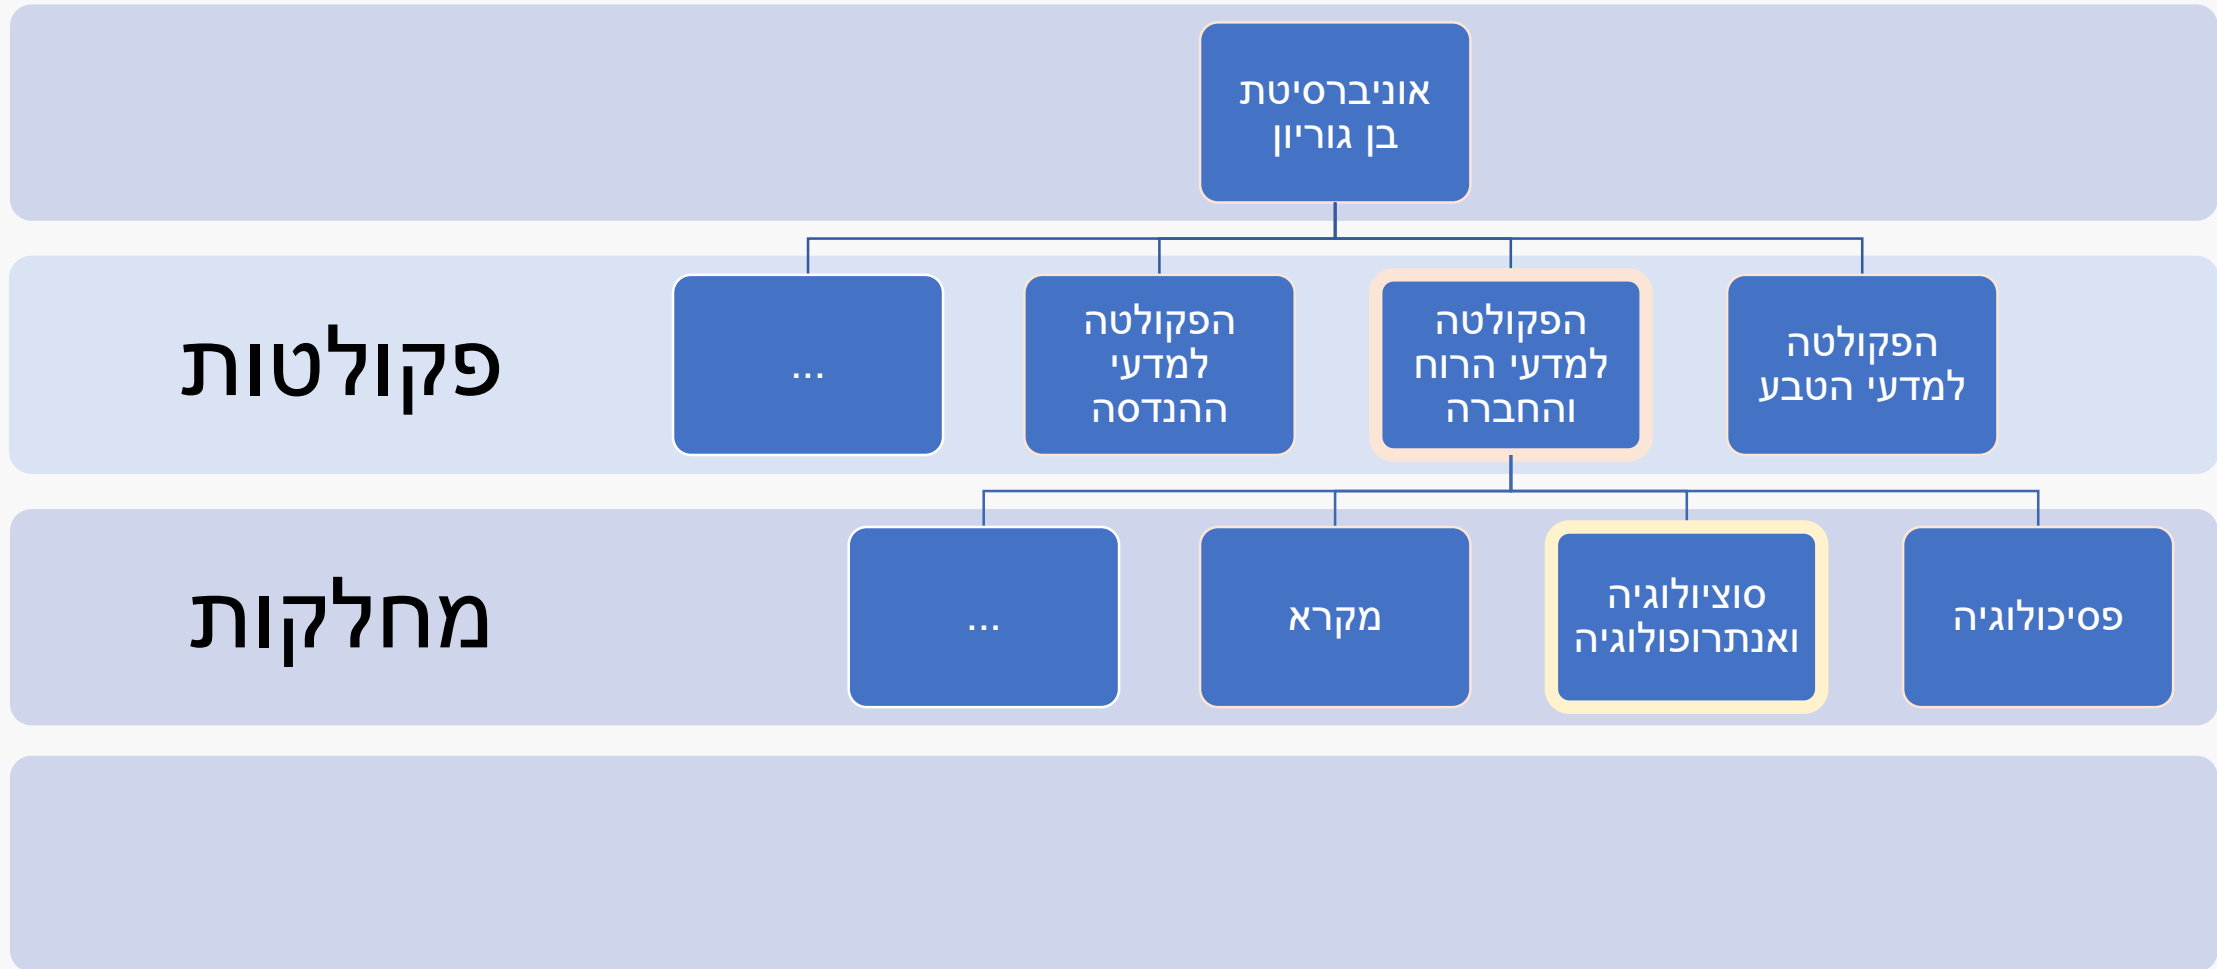 אוניברסיטת
בן גוריון
הפקולטה
למדעי הטבע
הפקולטה
למדעי הרוח
והחברה
הפקולטה
למדעי
ההנדסה
...
פקולטות
פסיכולוגיה
סוציולוגיה
ואנתרופולוגיה
מקרא
...
מחלקות